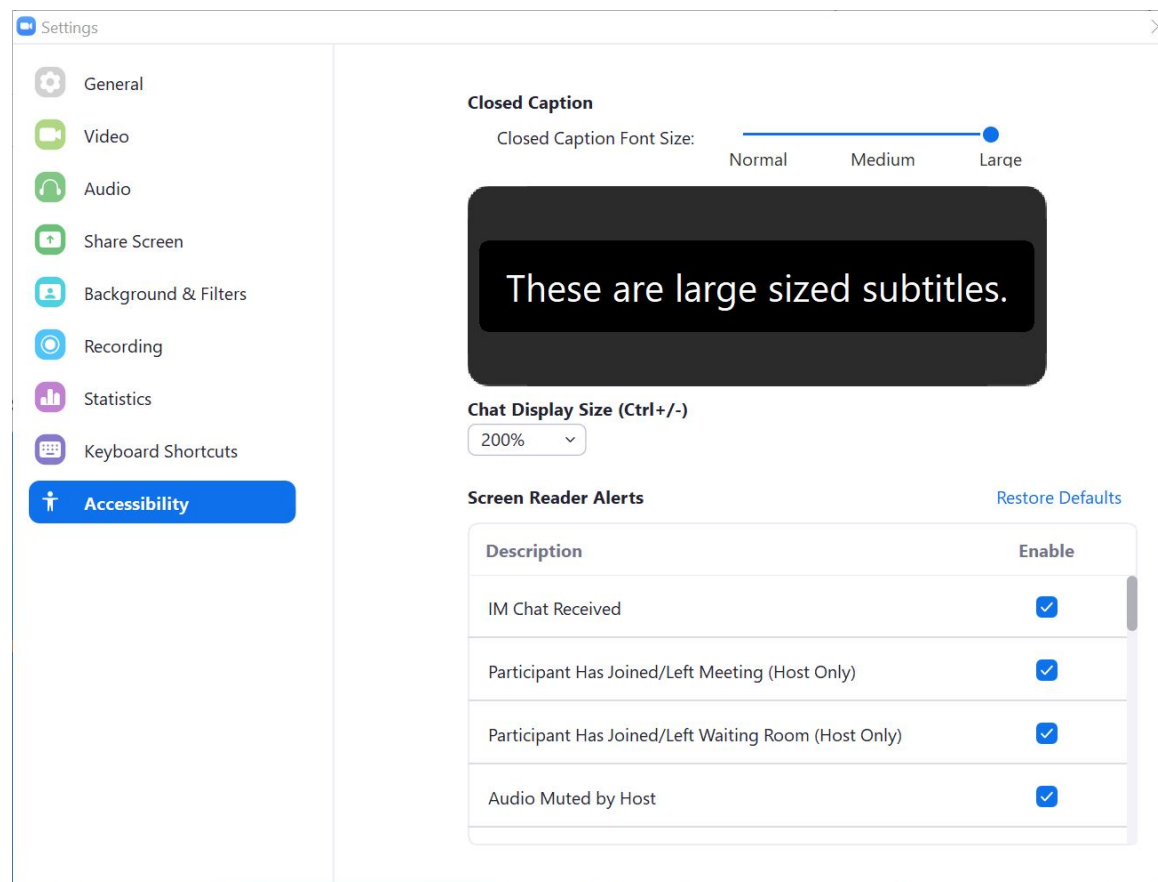 Settings
General
Video
Audio
Share Screen
Background & Filters
Recording
Statistics
Keyboard Shortcuts
Accessibility
Closed Caption
Closed Caption Font Size:
Normal Medium Large
These are large sized subtitles.
Chat Display Size (Ctrl+/-)
200%
Screen Reader Alerts Restore Defaults
Description Enable
IM Chat Received
Participant Has Joined/Left Meeting (Host Only)
Participant Has Joined/Left Waiting Room (Host Only)
Audio Muted by Host